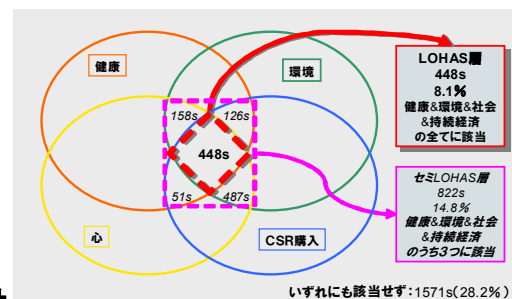 健康
環境
158s
126s
448s
51s
487s
心
CSR購入
LOHAS層
448s
8.1%
健康&環境&社会
&持続経済
の全てに該当
セミLOHAS層
822s
14.8%
健康&環境&社会
&持続経済
のうち3つに該当
いずれにも該当せず:1571s(28.2%)